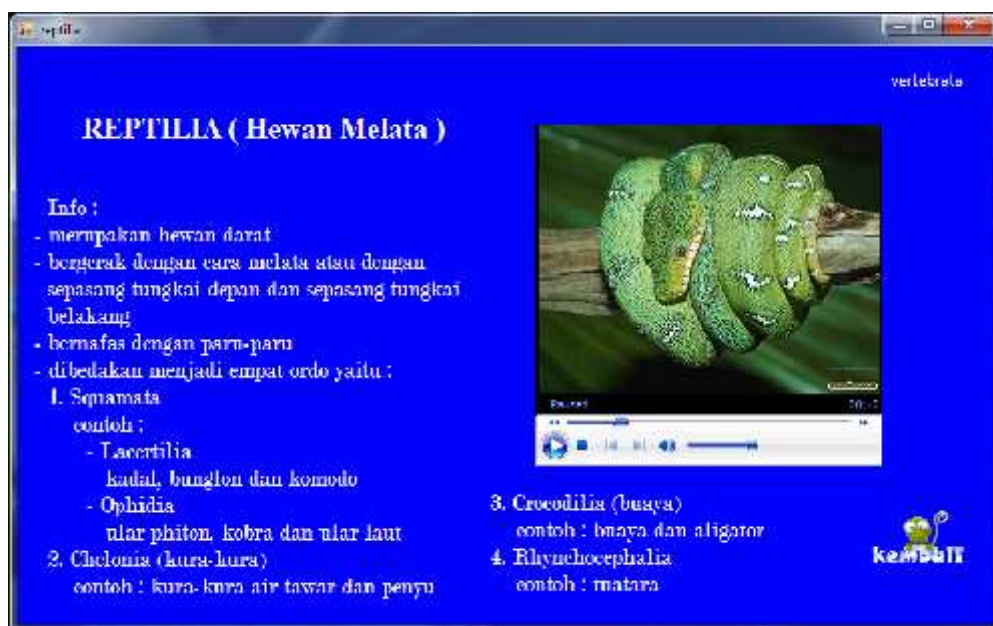 reptilia
vertebrata
REPTILIA ( Hewan Melata )
Info :
- merupakan hewan darat
- bergerak dengan cara melata atau dengan
sepasang tungkai depan dan sepasang tungkai
belakang
- bernafas dengan paru-paru
- dibedakan menjadi empat ordo yaitu :
1. Squamata
contoh :
- Lacertilia
kadal, bunglon dan komodo
- Ophidia
ular phiton, kobra dan ular laut
2. Chelonia (kura-kura)
contoh : kura-kura air tawar dan penyu
Paused
3. Crocodilia (buaya)
contoh : buaya dan aligator
4. Rhynchocephalia
contoh : tuatara
kembali